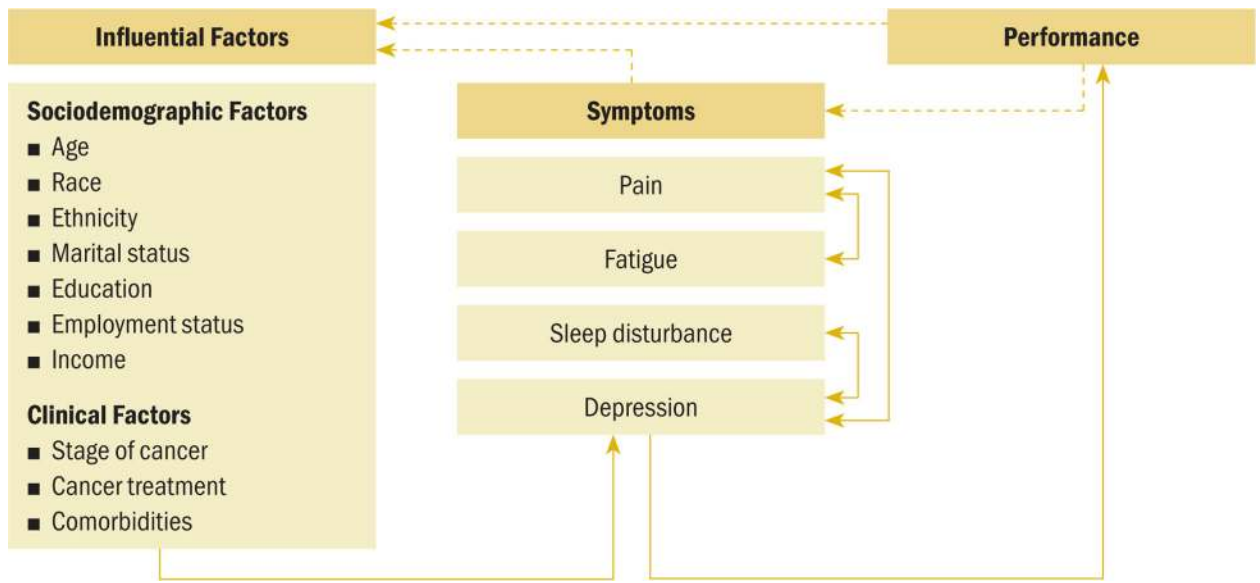 Influential Factors
Performance
Sociodemographic Factors
■ Age
■ Race
■ Ethnicity
■ Marital status
■ Education
■ Employment status
■ Income
Clinical Factors
■ Stage of cancer
■ Cancer treatment
■ Comorbidities
Symptoms
Pain
Fatigue
Sleep disturbance
Depression